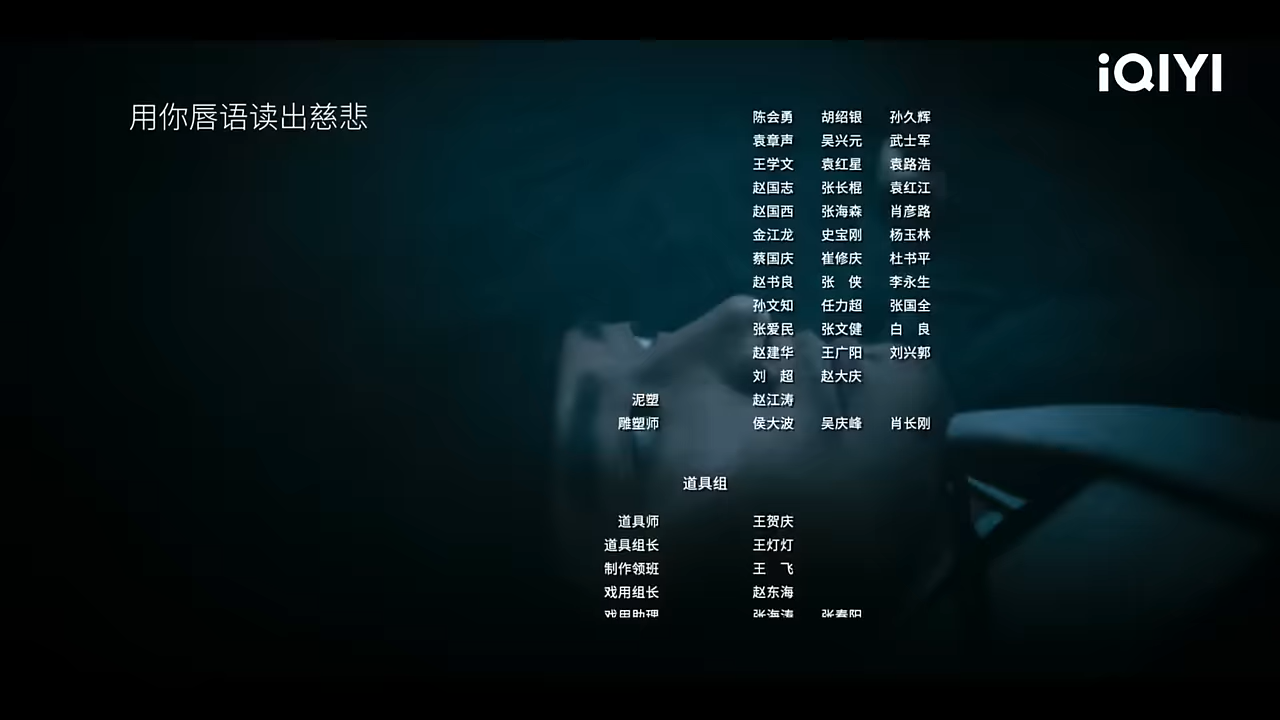 iQIYI
用你唇语读出慈悲
陈会勇 胡绍银 孙久辉
袁章声 吴兴元 武士军
王学文 袁红星 袁路浩
赵国志 张长棍 袁红江
赵国西 张海森 肖彦路
金江龙 史宝刚 杨玉林
蔡国庆 崔修庆 杜书平
赵书良 张 侠 李永生
孙文知 任力超 张国全
张爱民 张文健 白 良
赵建华 王广阳 刘兴郭
刘 超 赵大庆
泥塑 赵江涛
雕塑师 侯大波 吴庆峰 肖长刚
道具组
道具师 王贺庆
道具组长 王灯灯
制作领班 王 飞
戏用组长 赵东海
戏用助理 张海涛